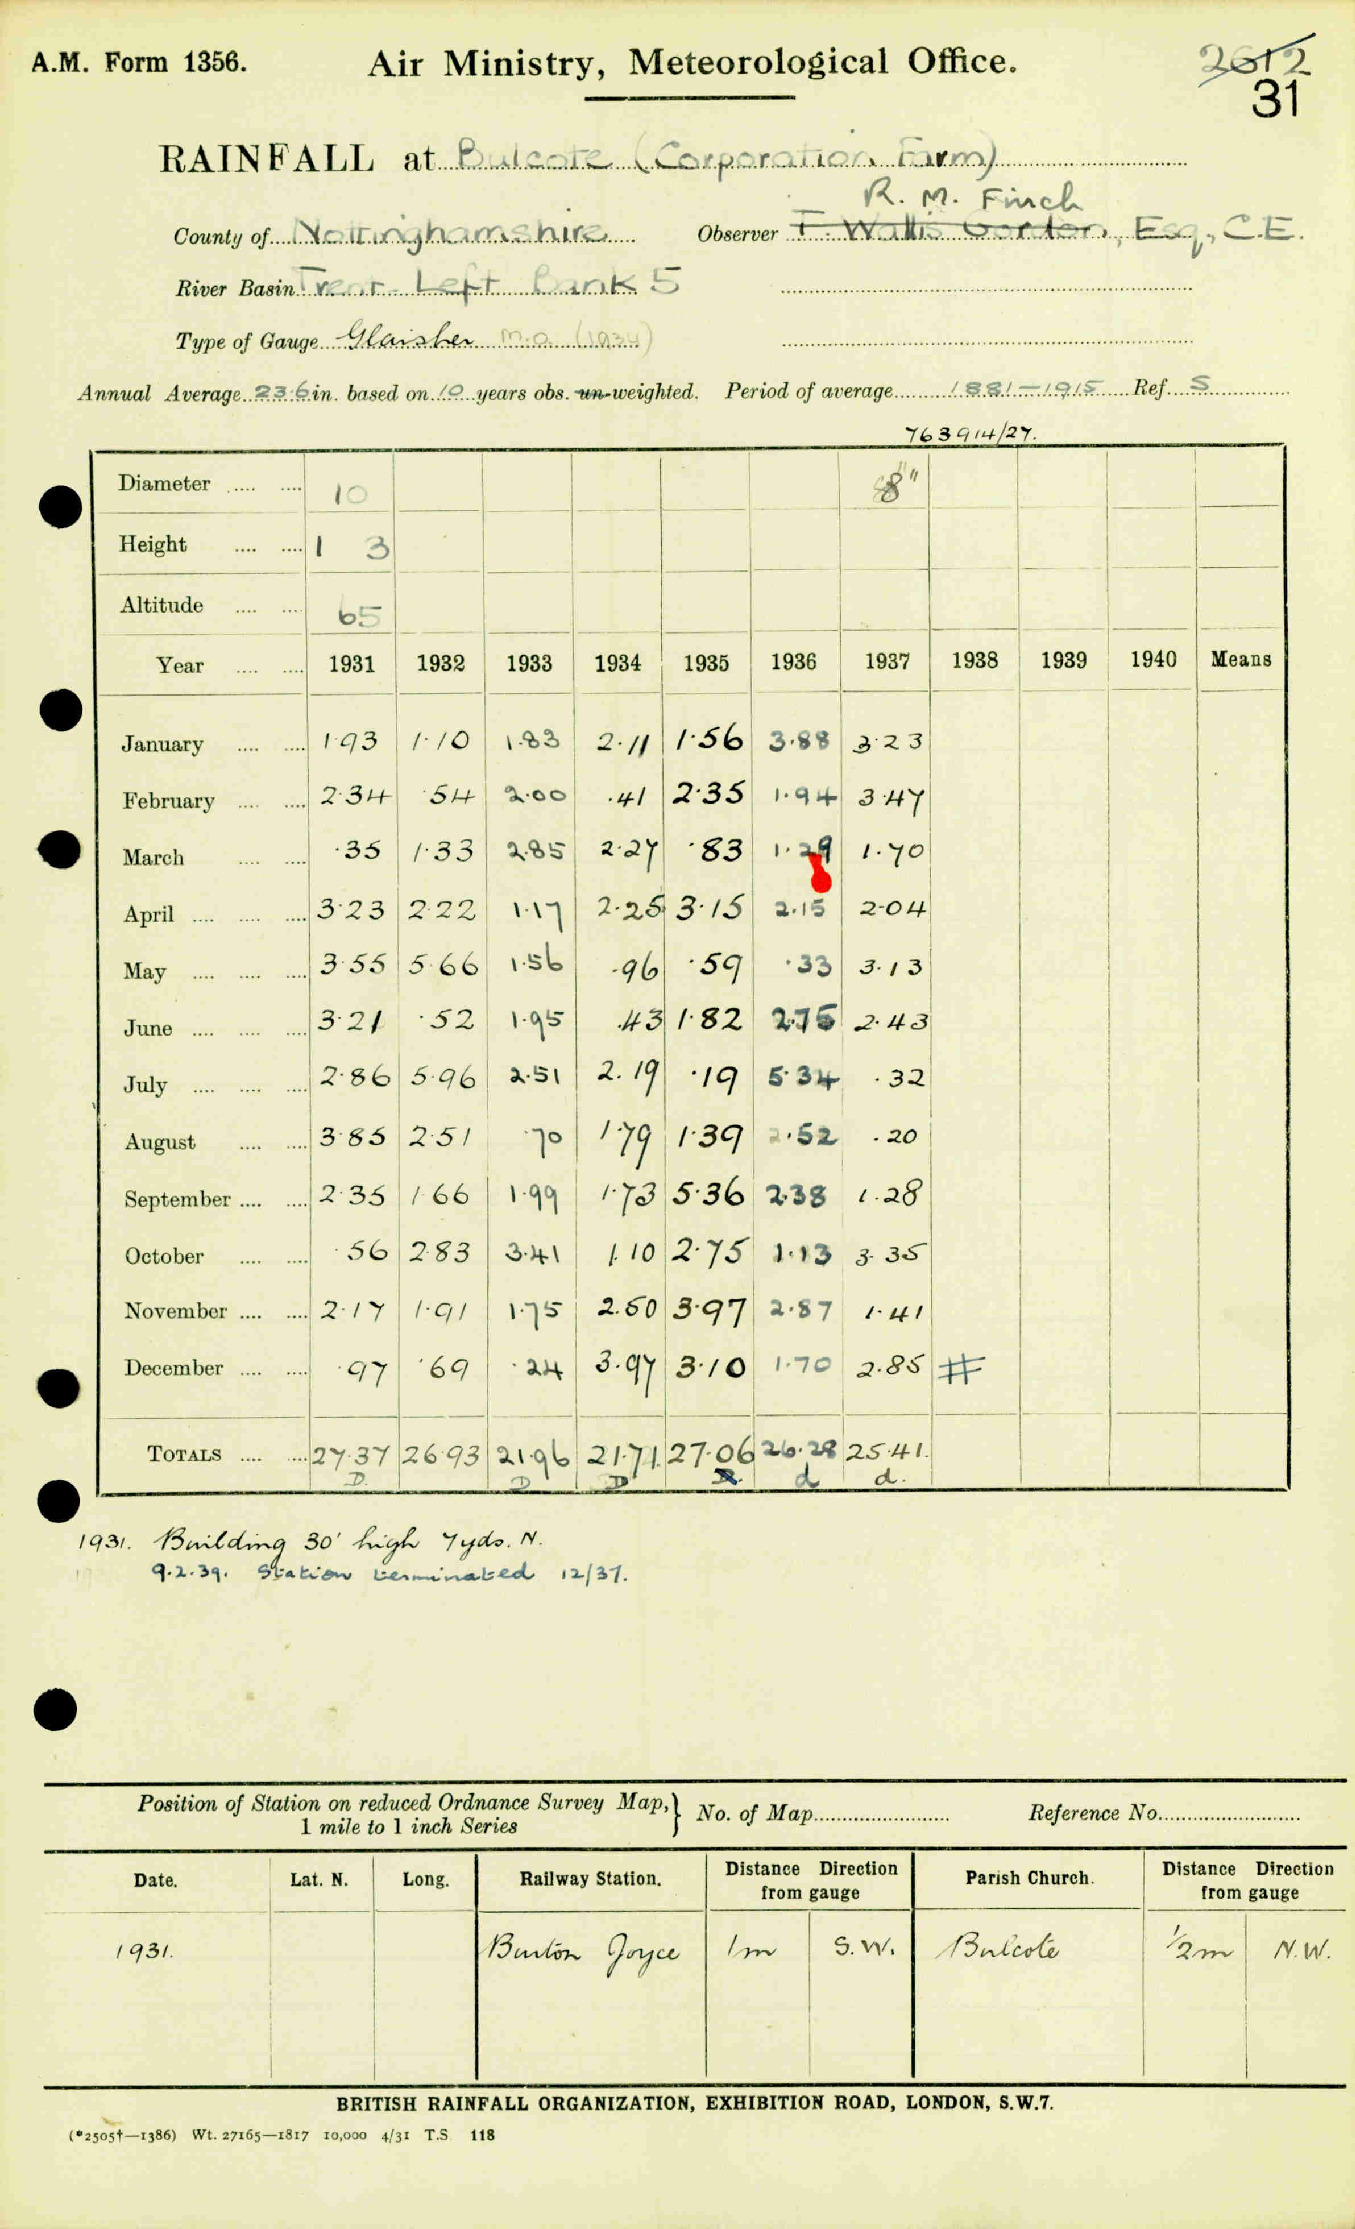 A.M. Form 1356. Air Ministry, Meteorological Office. 2612
31
RAINFALL at Bulcote (Corporation Farm)
R. M. Finch
County of Nottinghamshire Observer F. Wallis Gordon, Esq., C.E.
River Basin Trent Left Bank 5
Type of Gauge Glaisher M.O. (1934)
Annual Average 23.6 in. based on 10 years obs. un-weighted. Period of average 1881-1915 Ref. S
763914/27.
Diameter 10 8"
Height 1 3
Altitude 65
Year 1931 1932 1933 1934 1935 1936 1937 1938 1939 1940 Means
January 1.93 1.10 1.83 2.11 1.56 3.88 3.23
February 2.34 .54 2.00 .41 2.35 1.94 3.47
March .35 1.33 2.85 2.27 .83 1.29 1.70
April 3.23 2.22 1.17 2.25 3.15 2.15 2.04
May 3.55 5.66 1.56 .96 .59 .33 3.13
June 3.21 .52 1.95 .43 1.82 2.75 2.43
July 2.86 5.96 2.51 2.19 .19 5.34 .32
August 3.85 2.51 .70 1.79 1.39 .52 .20
September 2.35 1.66 1.99 1.73 5.36 2.38 1.28
October .56 2.83 3.41 1.10 2.75 1.13 3.35
November 2.17 1.91 1.75 2.50 3.97 2.87 1.41
December .97 .69 .24 3.97 3.10 1.70 2.85 #
TOTALS 27.37 26.93 21.96 21.71 27.06 26.28 25.41
D. D D D. d d.
1931. Building 30' high 7yds. N.
9.2.39. Station terminated 12/37.
Position of Station on reduced Ordnance Survey Map, } No. of Map Reference No.
1 mile to 1 inch Series
Date. Lat. N. Long. Railway Station. Distance Direction from gauge Parish Church. Distance Direction from gauge
1931. Burton Joyce 1m S.W. Bulcote ½m N.W.
BRITISH RAINFALL ORGANIZATION, EXHIBITION ROAD, LONDON, S.W.7.
(*2505†—1386) Wt. 27165—1817 10,000 4/31 T.S. 118